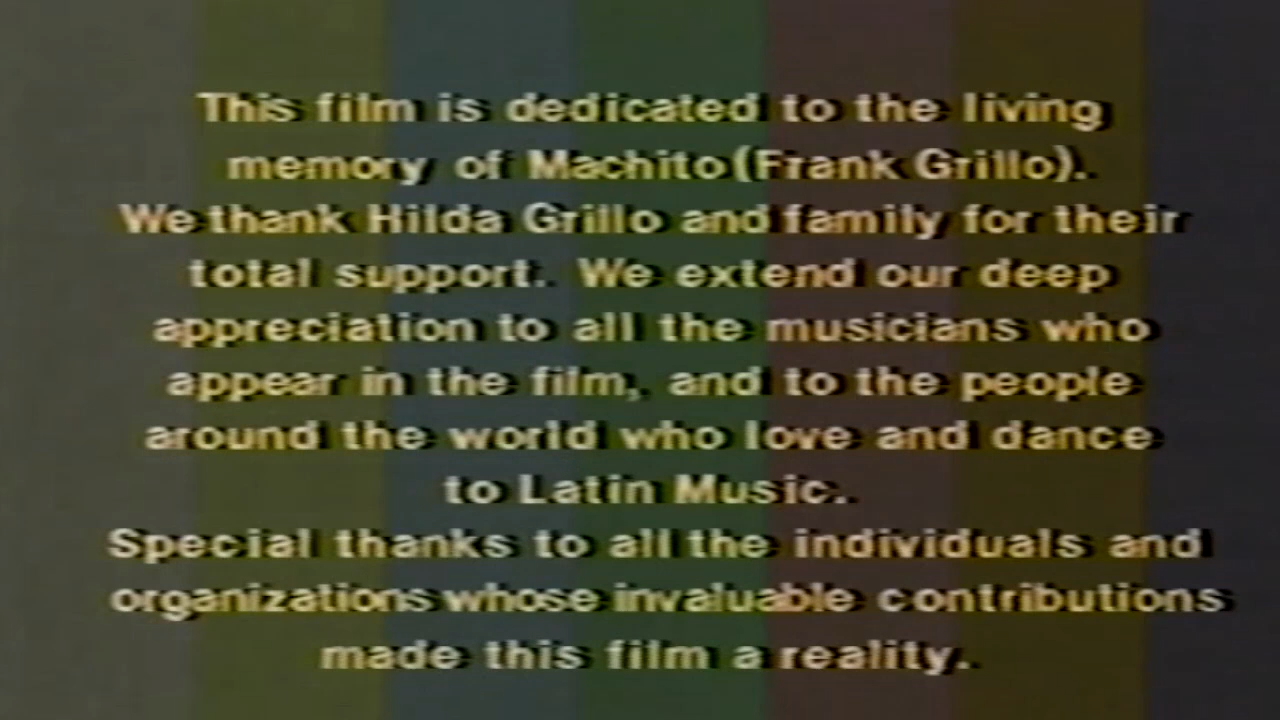 This film is dedicated to the living
memory of Machito (Frank Grillo).
We thank Hilda Grillo and family for their
total support. We extend our deep
appreciation to all the musicians who
appear in the film, and to the people
around the world who love and dance
to Latin Music.
Special thanks to all the individuals and
organizations whose invaluable contributions
made this film a reality.